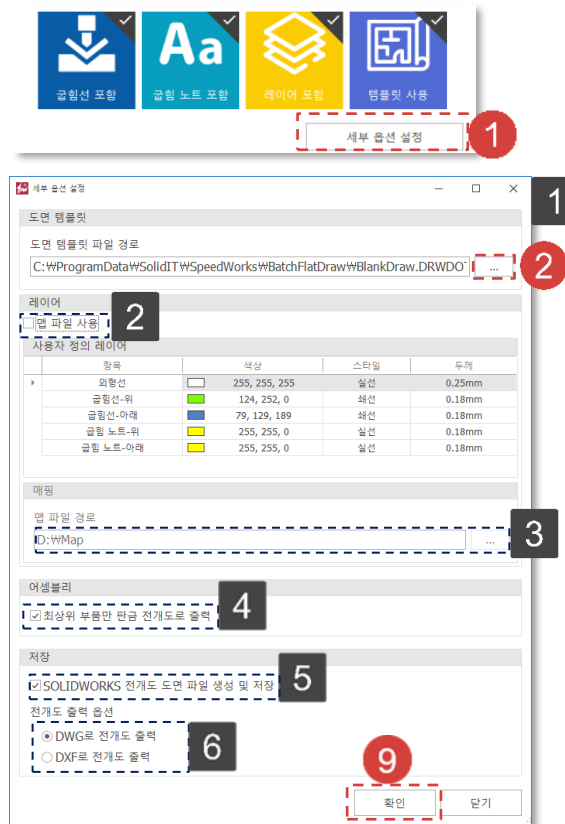 Aa
굽힘선 포함
굽힘 노트 포함
레이어 포함
템플릿 사용
세부 옵션 설정
1
세부 옵션 설정
1
도면 템플릿
도면 템플릿 파일 경로
C:₩ProgramData₩SolidIT₩SpeedWorks₩BatchFlatDraw₩BlankDraw.DRWDOT
...
2
레이어
맵 파일 사용
2
사용자 정의 레이어
항목 색상 스타일 두께
외형선 255, 255, 255 실선 0.25mm
굽힘선-위 124, 252, 0 쇄선 0.18mm
굽힘선-아래 79, 129, 189 쇄선 0.18mm
굽힘 노트-위 255, 255, 0 실선 0.18mm
굽힘 노트-아래 255, 255, 0 실선 0.18mm
매핑
맵 파일 경로
D:₩Map
...
3
어셈블리
최상위 부품만 판금 전개도로 출력
4
저장
SOLIDWORKS 전개도 도면 파일 생성 및 저장
5
전개도 출력 옵션
DWG로 전개도 출력
DXF로 전개도 출력
6
9
확인
닫기